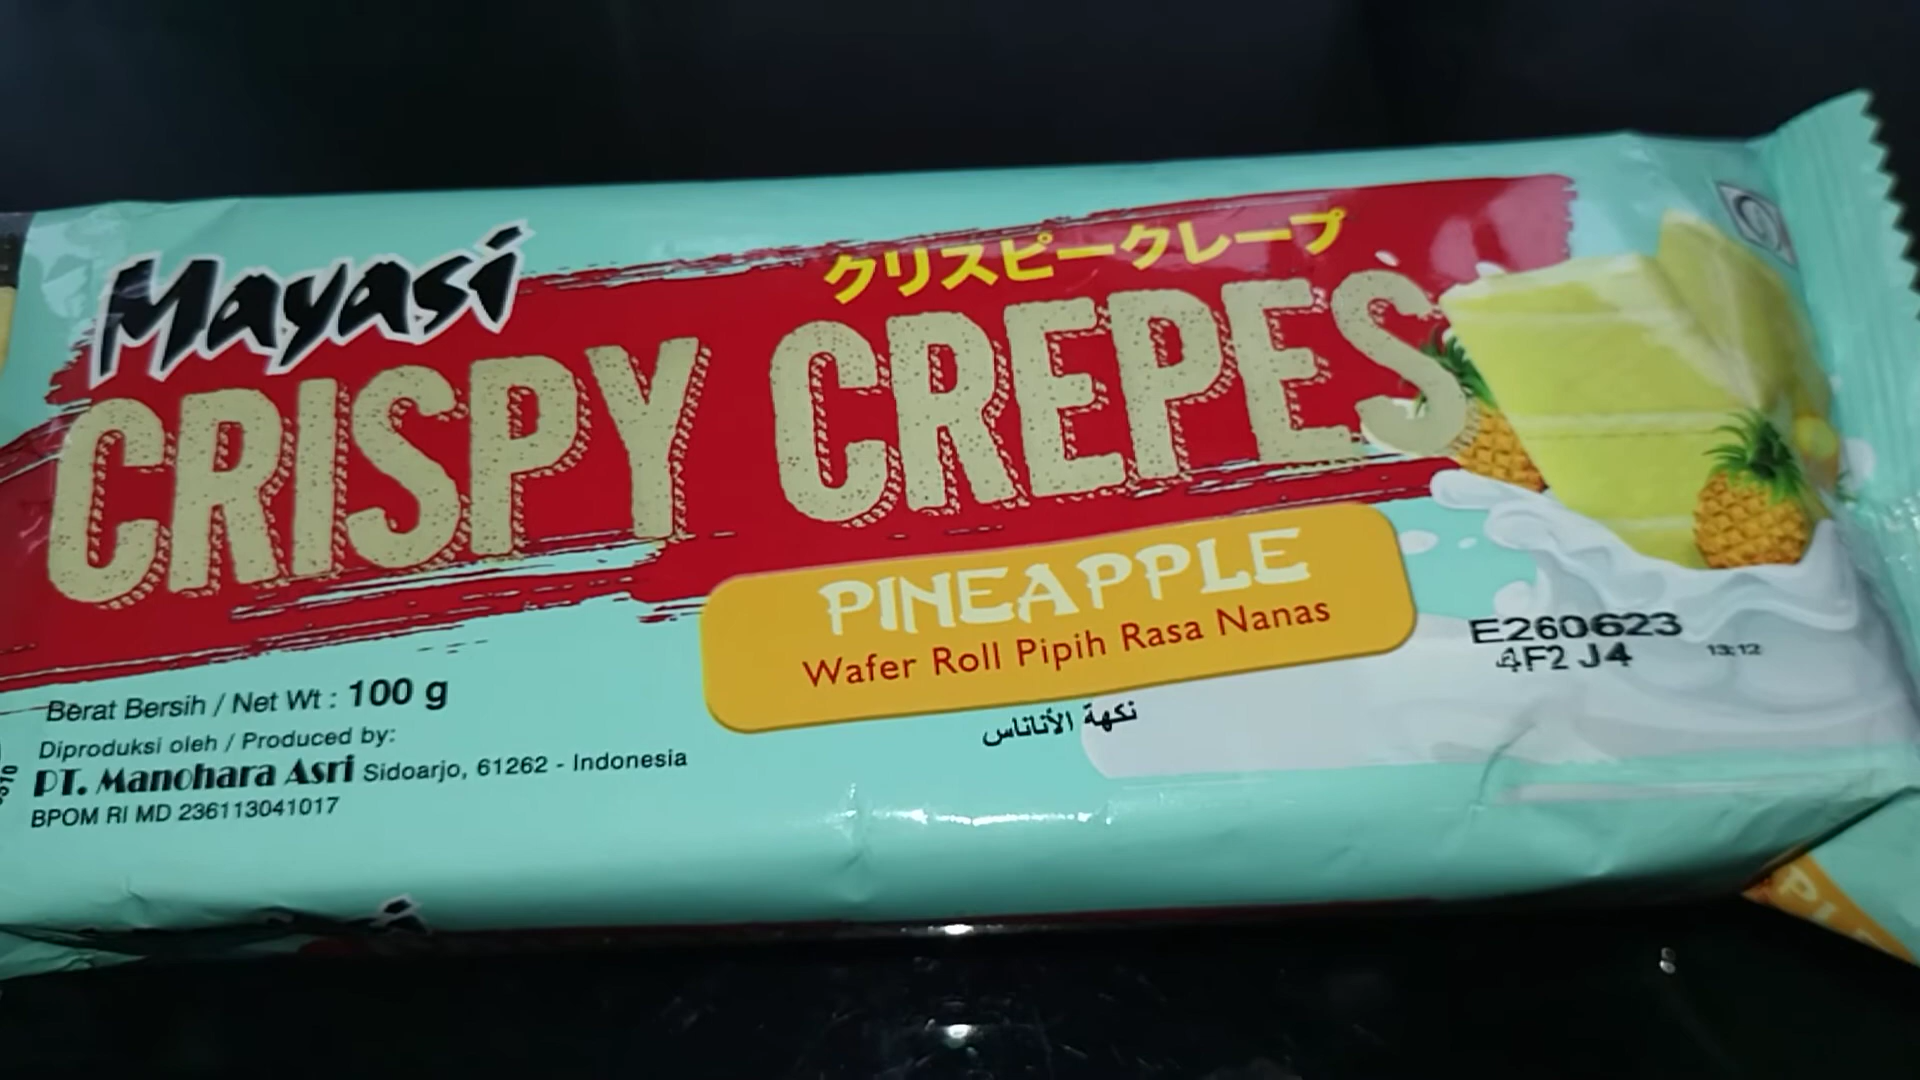 Mayasi
クリスピークレープ
CRISPY CREPES
PINEAPPLE
Wafer Roll Pipih Rasa Nanas
نكهة الأناناس
E260623
4F2 J4 13:12
Berat Bersih / Net Wt : 100 g
Diproduksi oleh / Produced by:
PT. Manohara Asri Sidoarjo, 61262 - Indonesia
BPOM RI MD 236113041017